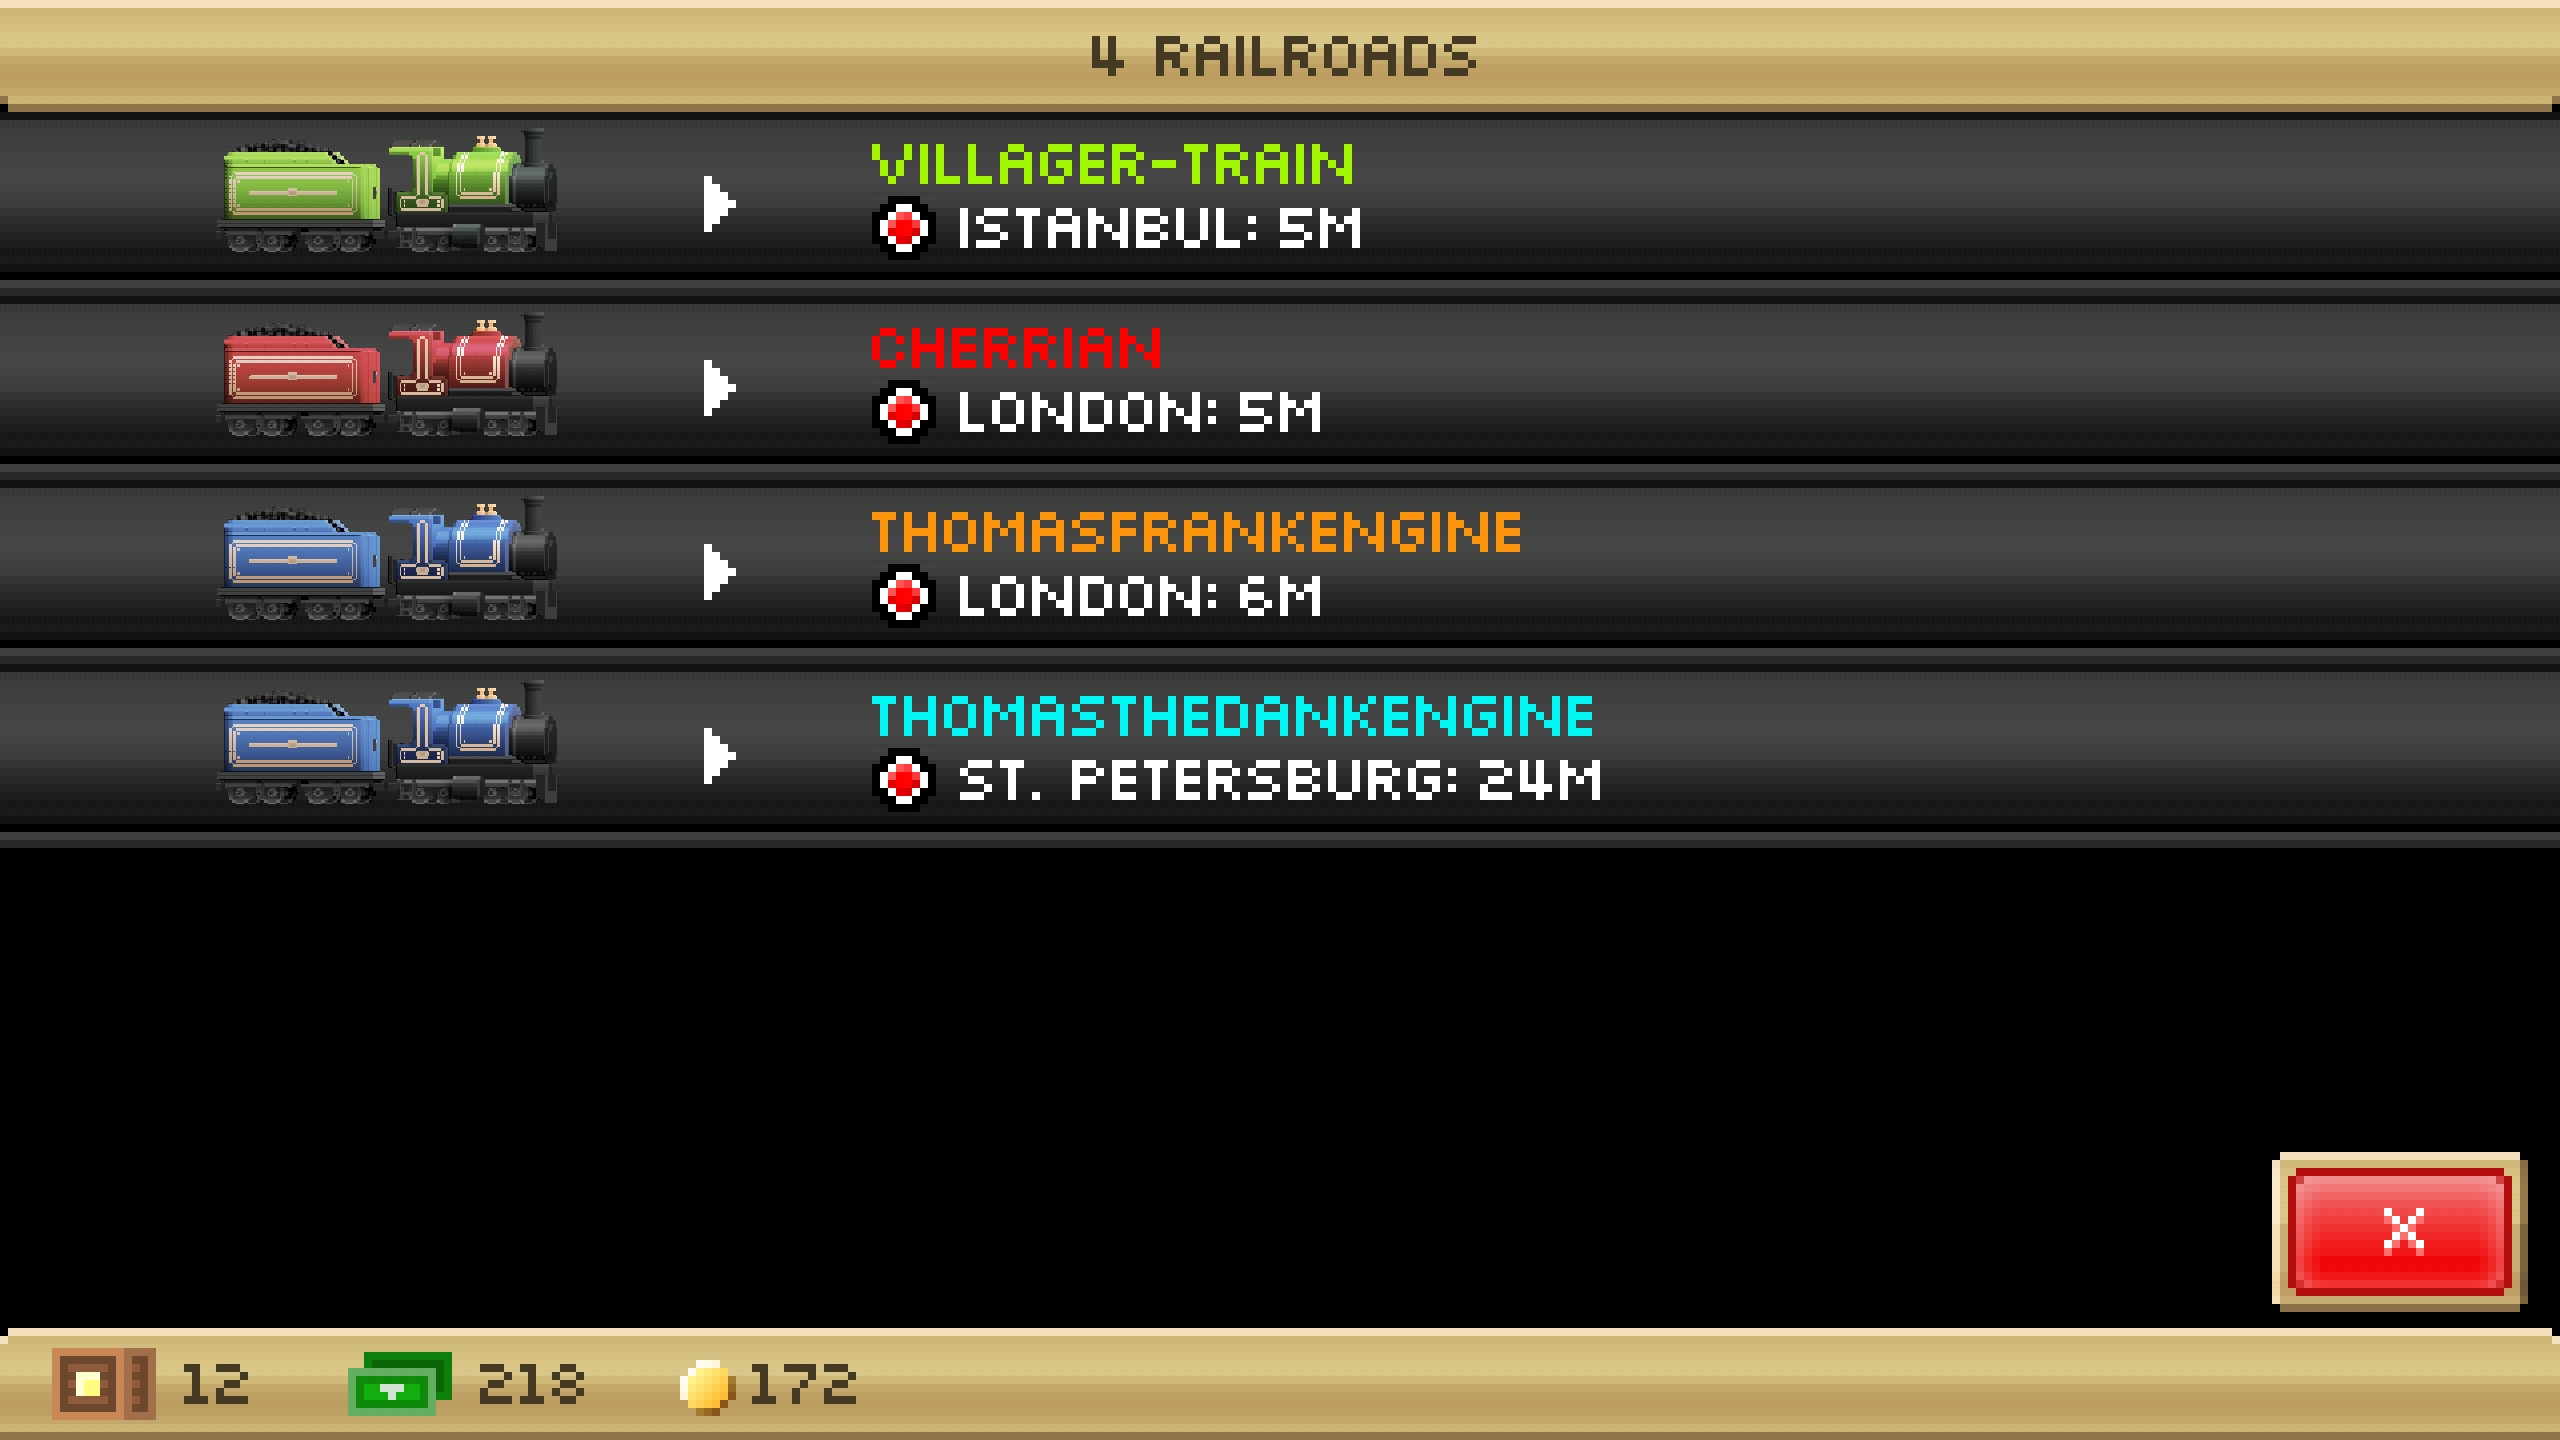 4 RAILROADS
VILLAGER-TRAIN
ISTANBUL: 5M
CHERRIAN
LONDON: 5M
THOMASFRANKENGINE
LONDON: 6M
THOMASTHEDANKENGINE
ST. PETERSBURG: 24M
X
12 218 172